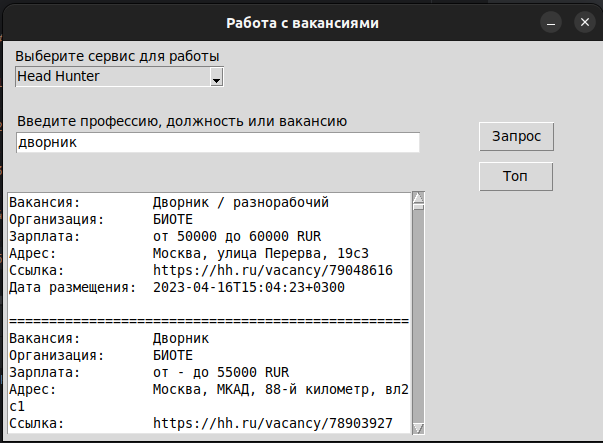 Работа с вакансиями
Выберите сервис для работы
Head Hunter
Введите профессию, должность или вакансию
дворник
Запрос
Топ
Вакансия: Дворник / разнорабочий
Организация: БИОТЕ
Зарплата: от 50000 до 60000 RUR
Адрес: Москва, улица Перерва, 19с3
Ссылка: https://hh.ru/vacancy/79048616
Дата размещения: 2023-04-16T15:04:23+0300
==================================================
Вакансия: Дворник
Организация: БИОТЕ
Зарплата: от - до 55000 RUR
Адрес: Москва, МКАД, 88-й километр, вл2
с1
Ссылка: https://hh.ru/vacancy/78903927